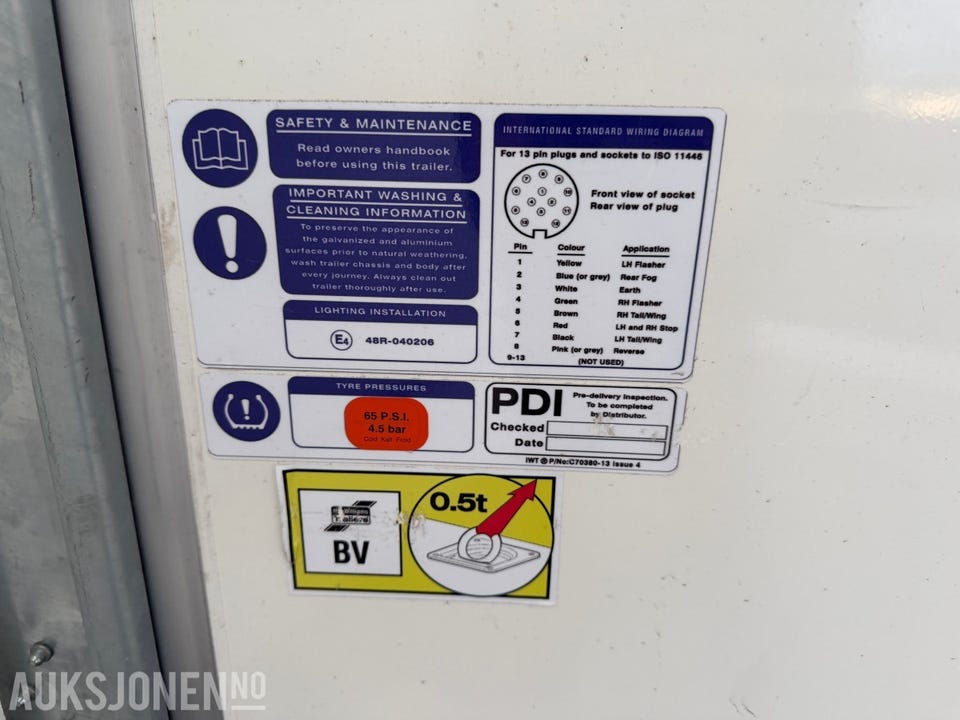 SAFETY & MAINTENANCE
Read owners handbook
before using this trailer.
IMPORTANT WASHING &
CLEANING INFORMATION
To preserve the appearance of
the galvanized and aluminium
surfaces prior to natural weathering,
wash trailer chassis and body after
every journey. Always clean out
trailer thoroughly after use.
LIGHTING INSTALLATION
E4 48R-040206
INTERNATIONAL STANDARD WIRING DIAGRAM
For 13 pin plugs and sockets to ISO 11446
Front view of socket
Rear view of plug
Pin Colour Application
1 Yellow LH Flasher
2 Blue (or grey) Rear Fog
3 White Earth
4 Green RH Flasher
5 Brown RH Tail/Wing
6 Red LH and RH Stop
7 Black LH Tail/Wing
8 Pink (or grey) Reverse
9-13 (NOT USED)
TYRE PRESSURES
65 P.S.I.
4.5 bar
Cold Kalt Froid
PDI
Pre-delivery inspection.
To be completed
by Distributor.
Checked
Date
IWT P/No:C70380-13 Issue 4
Trailers
BV
0.5t
AUKSJONEN NO